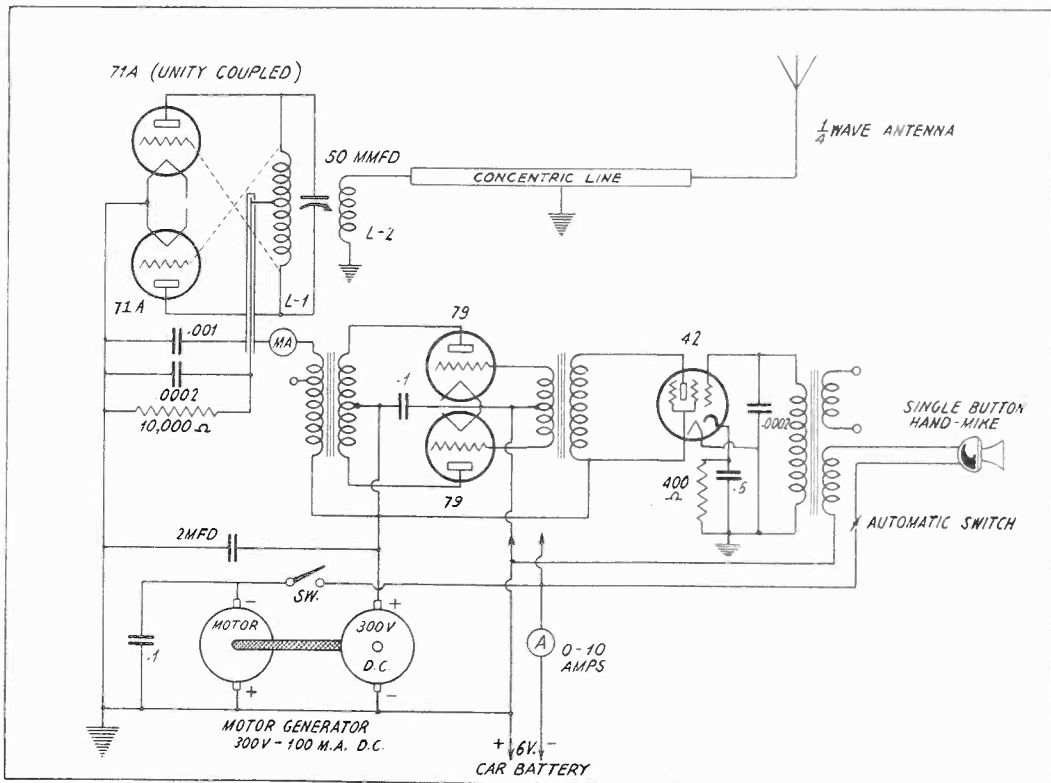 71A (UNITY COUPLED)
50 MMFD
CONCENTRIC LINE
1/4 WAVE ANTENNA
L-2
L-1
71A
.001
MA
.0002
10,000 Ω
79
.1
79
42
.0002
400 Ω
.5
SINGLE BUTTON
HAND-MIKE
AUTOMATIC SWITCH
2MFD
SW.
.1
- MOTOR +
+ 300 V
D.C. -
A
0-10
AMPS
MOTOR GENERATOR
300V - 100 M.A. D.C.
+ 6V. -
CAR BATTERY